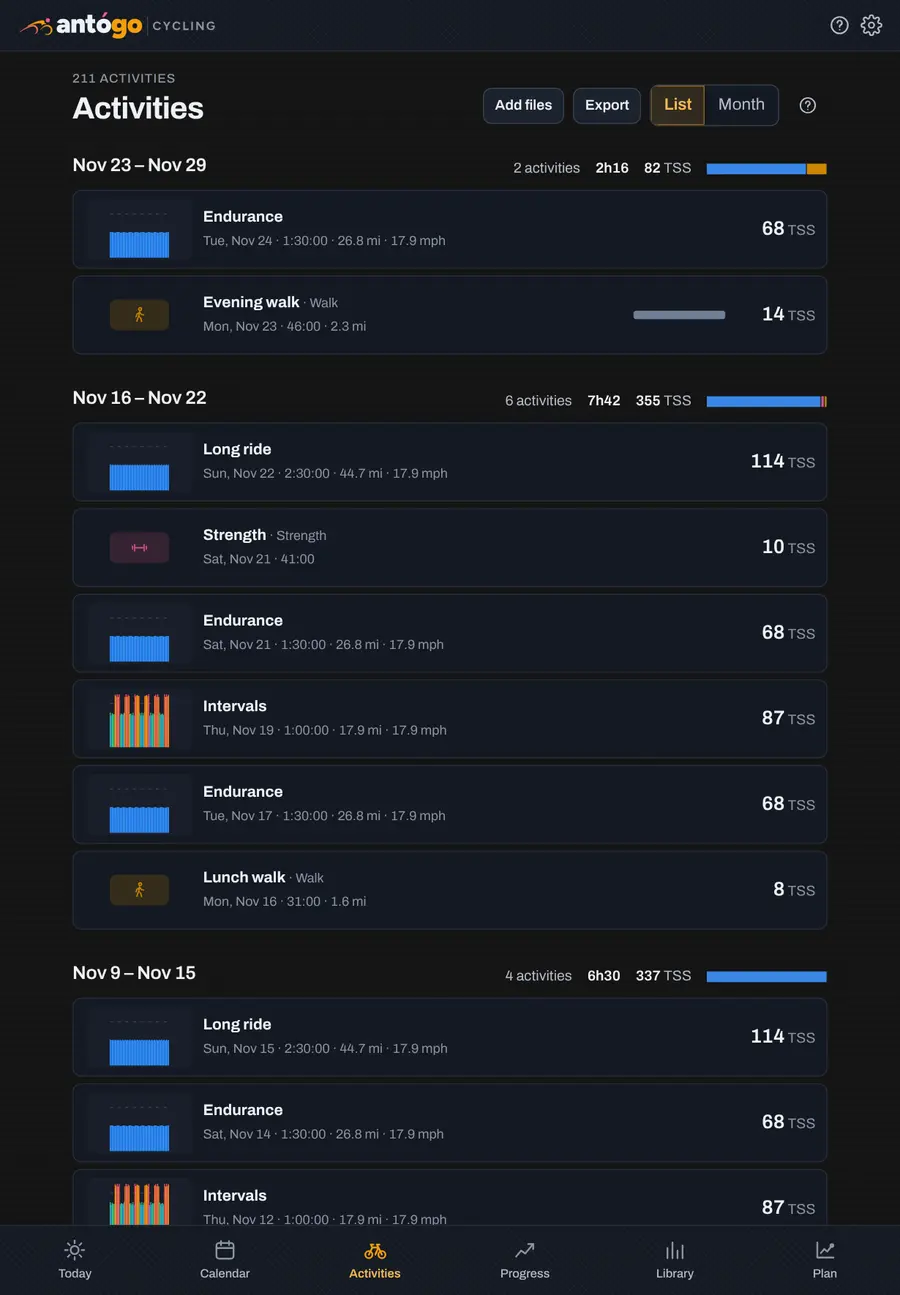 antógo CYCLING
211 ACTIVITIES
Activities
Add files
Export
List
Month
Nov 23 – Nov 29
2 activities 2h16 82 TSS
Endurance
Tue, Nov 24 · 1:30:00 · 26.8 mi · 17.9 mph
68 TSS
Evening walk · Walk
Mon, Nov 23 · 46:00 · 2.3 mi
14 TSS
Nov 16 – Nov 22
6 activities 7h42 355 TSS
Long ride
Sun, Nov 22 · 2:30:00 · 44.7 mi · 17.9 mph
114 TSS
Strength · Strength
Sat, Nov 21 · 41:00
10 TSS
Endurance
Sat, Nov 21 · 1:30:00 · 26.8 mi · 17.9 mph
68 TSS
Intervals
Thu, Nov 19 · 1:00:00 · 17.9 mi · 17.9 mph
87 TSS
Endurance
Tue, Nov 17 · 1:30:00 · 26.8 mi · 17.9 mph
68 TSS
Lunch walk · Walk
Mon, Nov 16 · 31:00 · 1.6 mi
8 TSS
Nov 9 – Nov 15
4 activities 6h30 337 TSS
Long ride
Sun, Nov 15 · 2:30:00 · 44.7 mi · 17.9 mph
114 TSS
Endurance
Sat, Nov 14 · 1:30:00 · 26.8 mi · 17.9 mph
68 TSS
Intervals
Thu, Nov 12 · 1:00:00 · 17.9 mi · 17.9 mph
87 TSS
Today
Calendar
Activities
Progress
Library
Plan